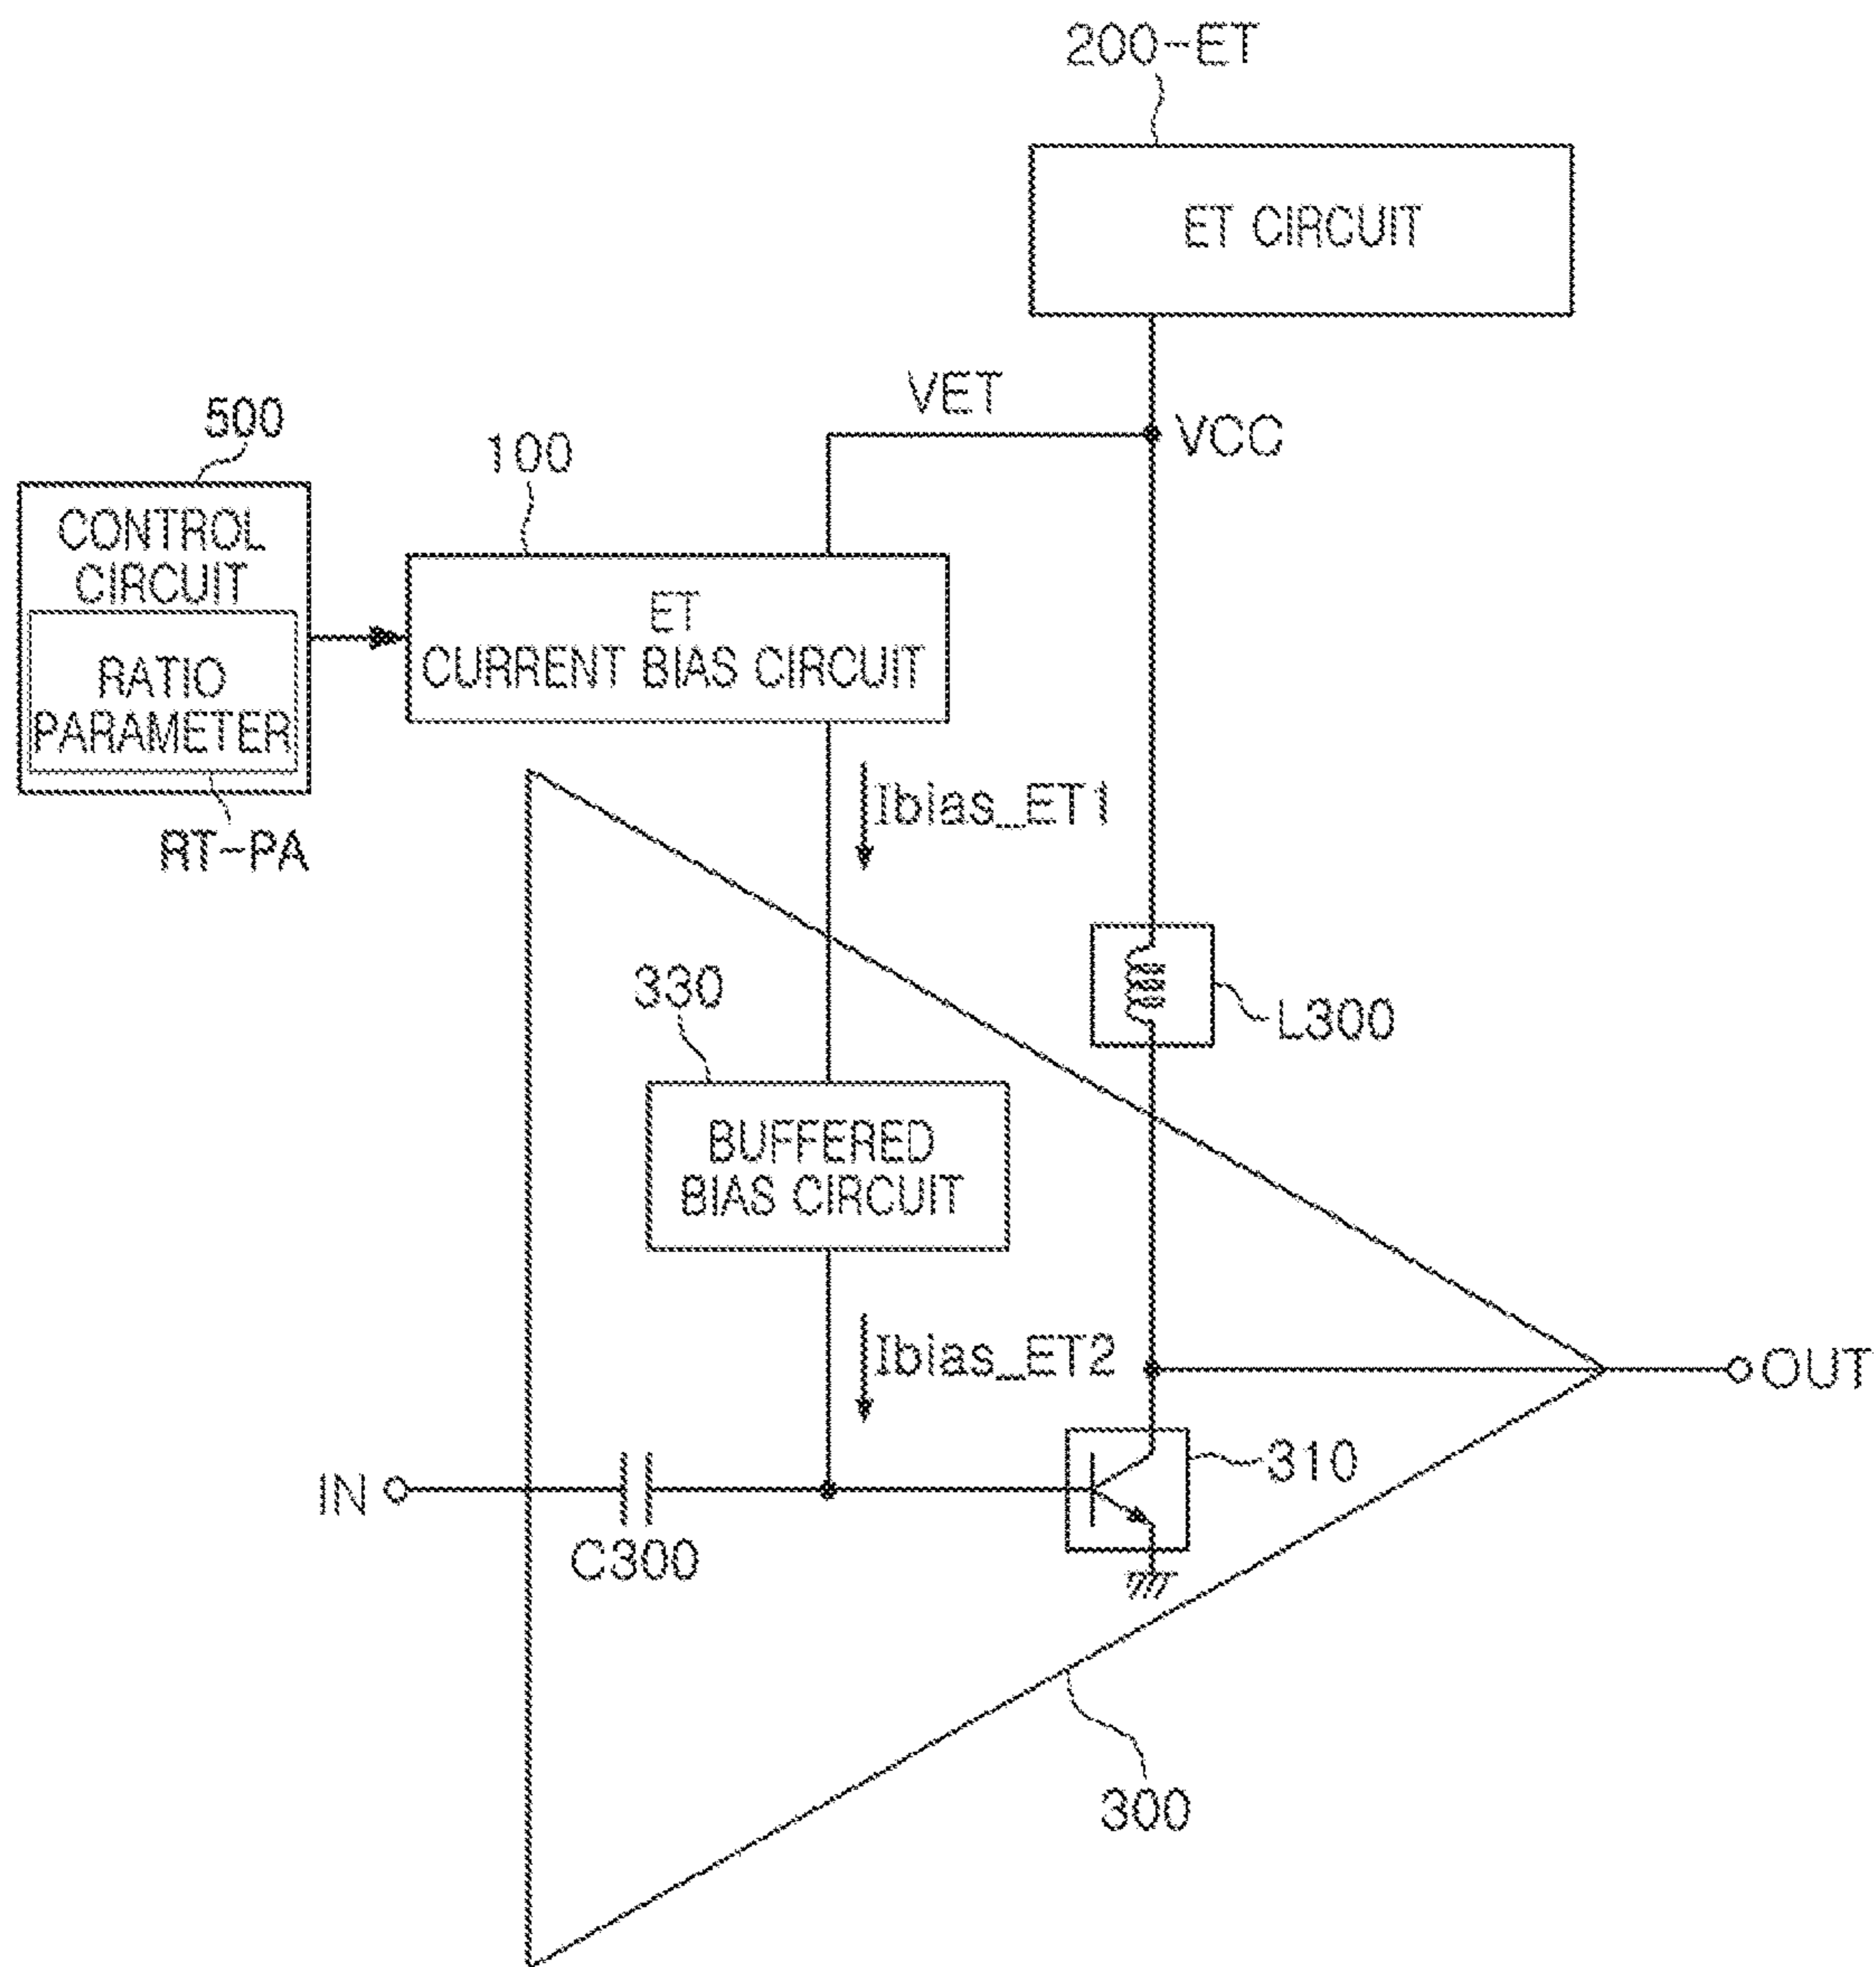 200-ET
ET CIRCUIT
VET
VCC
500
100
CONTROL
CIRCUIT
RATIO
PARAMETER
RT-PA
ET
CURRENT BIAS CIRCUIT
Ibias_ET1
330
L300
BUFFERED
BIAS CIRCUIT
Ibias_ET2
OUT
310
IN
C300
300